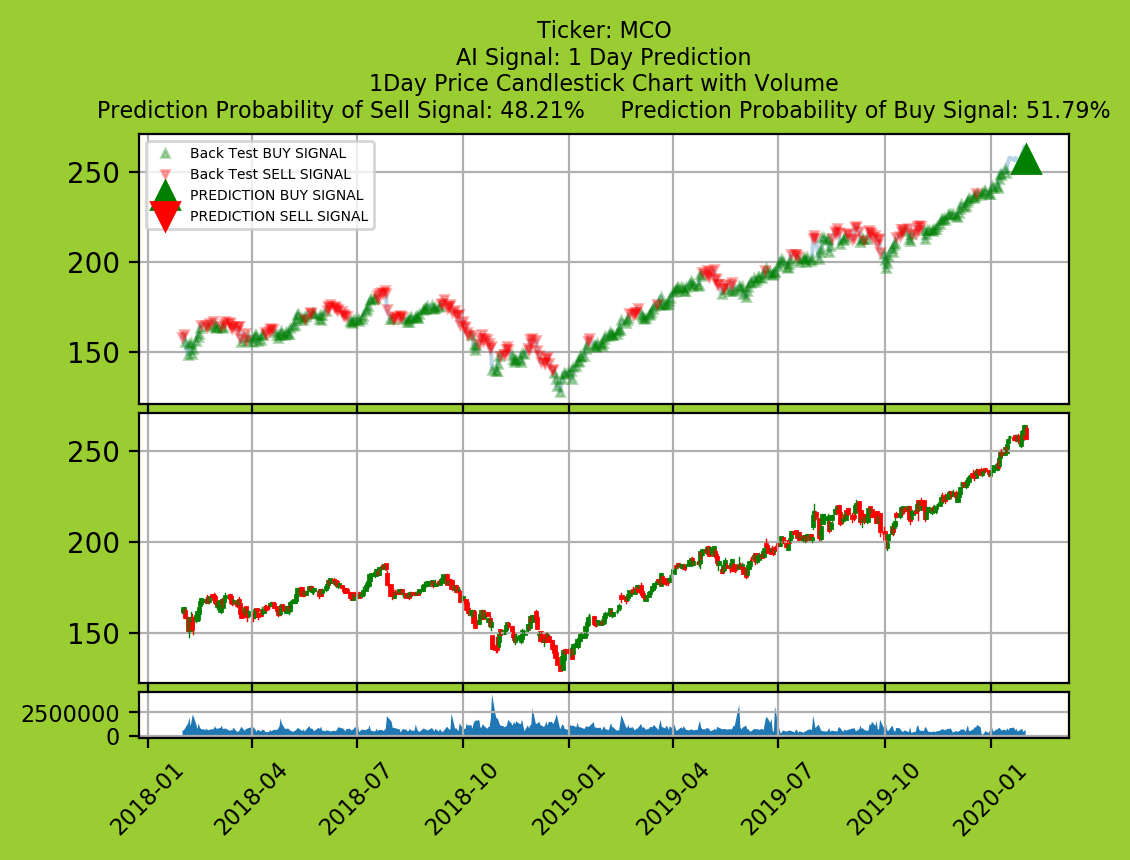 Ticker: MCO
AI Signal: 1 Day Prediction
1Day Price Candlestick Chart with Volume
Prediction Probability of Sell Signal: 48.21% Prediction Probability of Buy Signal: 51.79%
Back Test BUY SIGNAL
Back Test SELL SIGNAL
PREDICTION BUY SIGNAL
PREDICTION SELL SIGNAL
250
200
150
250
200
150
2500000
0
2018-01
2018-04
2018-07
2018-10
2019-01
2019-04
2019-07
2019-10
2020-01